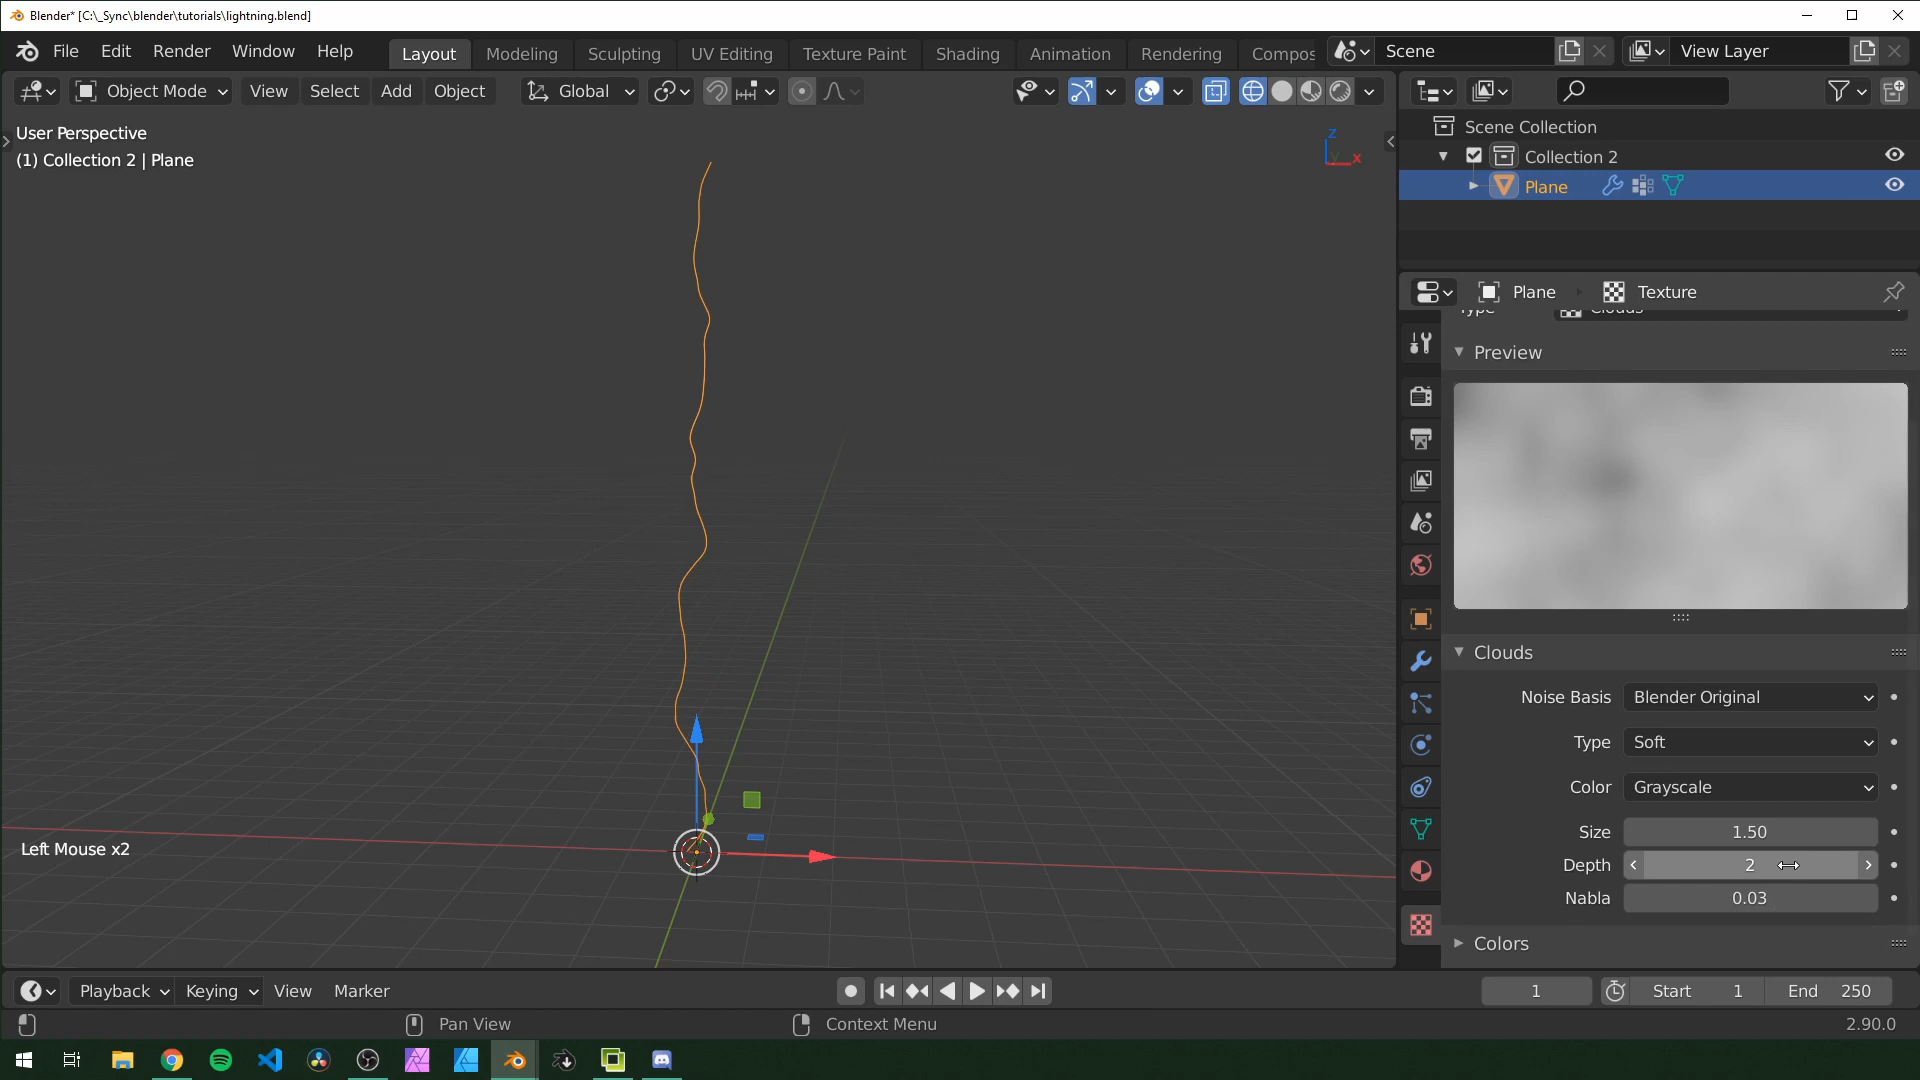 Blender* [C:\_Sync\blender\tutorials\lightning.blend]
File Edit Render Window Help
Layout Modeling Sculpting UV Editing Texture Paint Shading Animation Rendering Compos
Scene
View Layer
Object Mode View Select Add Object Global
User Perspective
(1) Collection 2 | Plane
Z
Y
X
Scene Collection
Collection 2
Plane
Plane Texture
Type Clouds
Preview
Clouds
Noise Basis Blender Original
Type Soft
Color Grayscale
Size 1.50
Depth 2
Nabla 0.03
Colors
Left Mouse x2
Playback Keying View Marker
1 Start 1 End 250
Pan View Context Menu 2.90.0